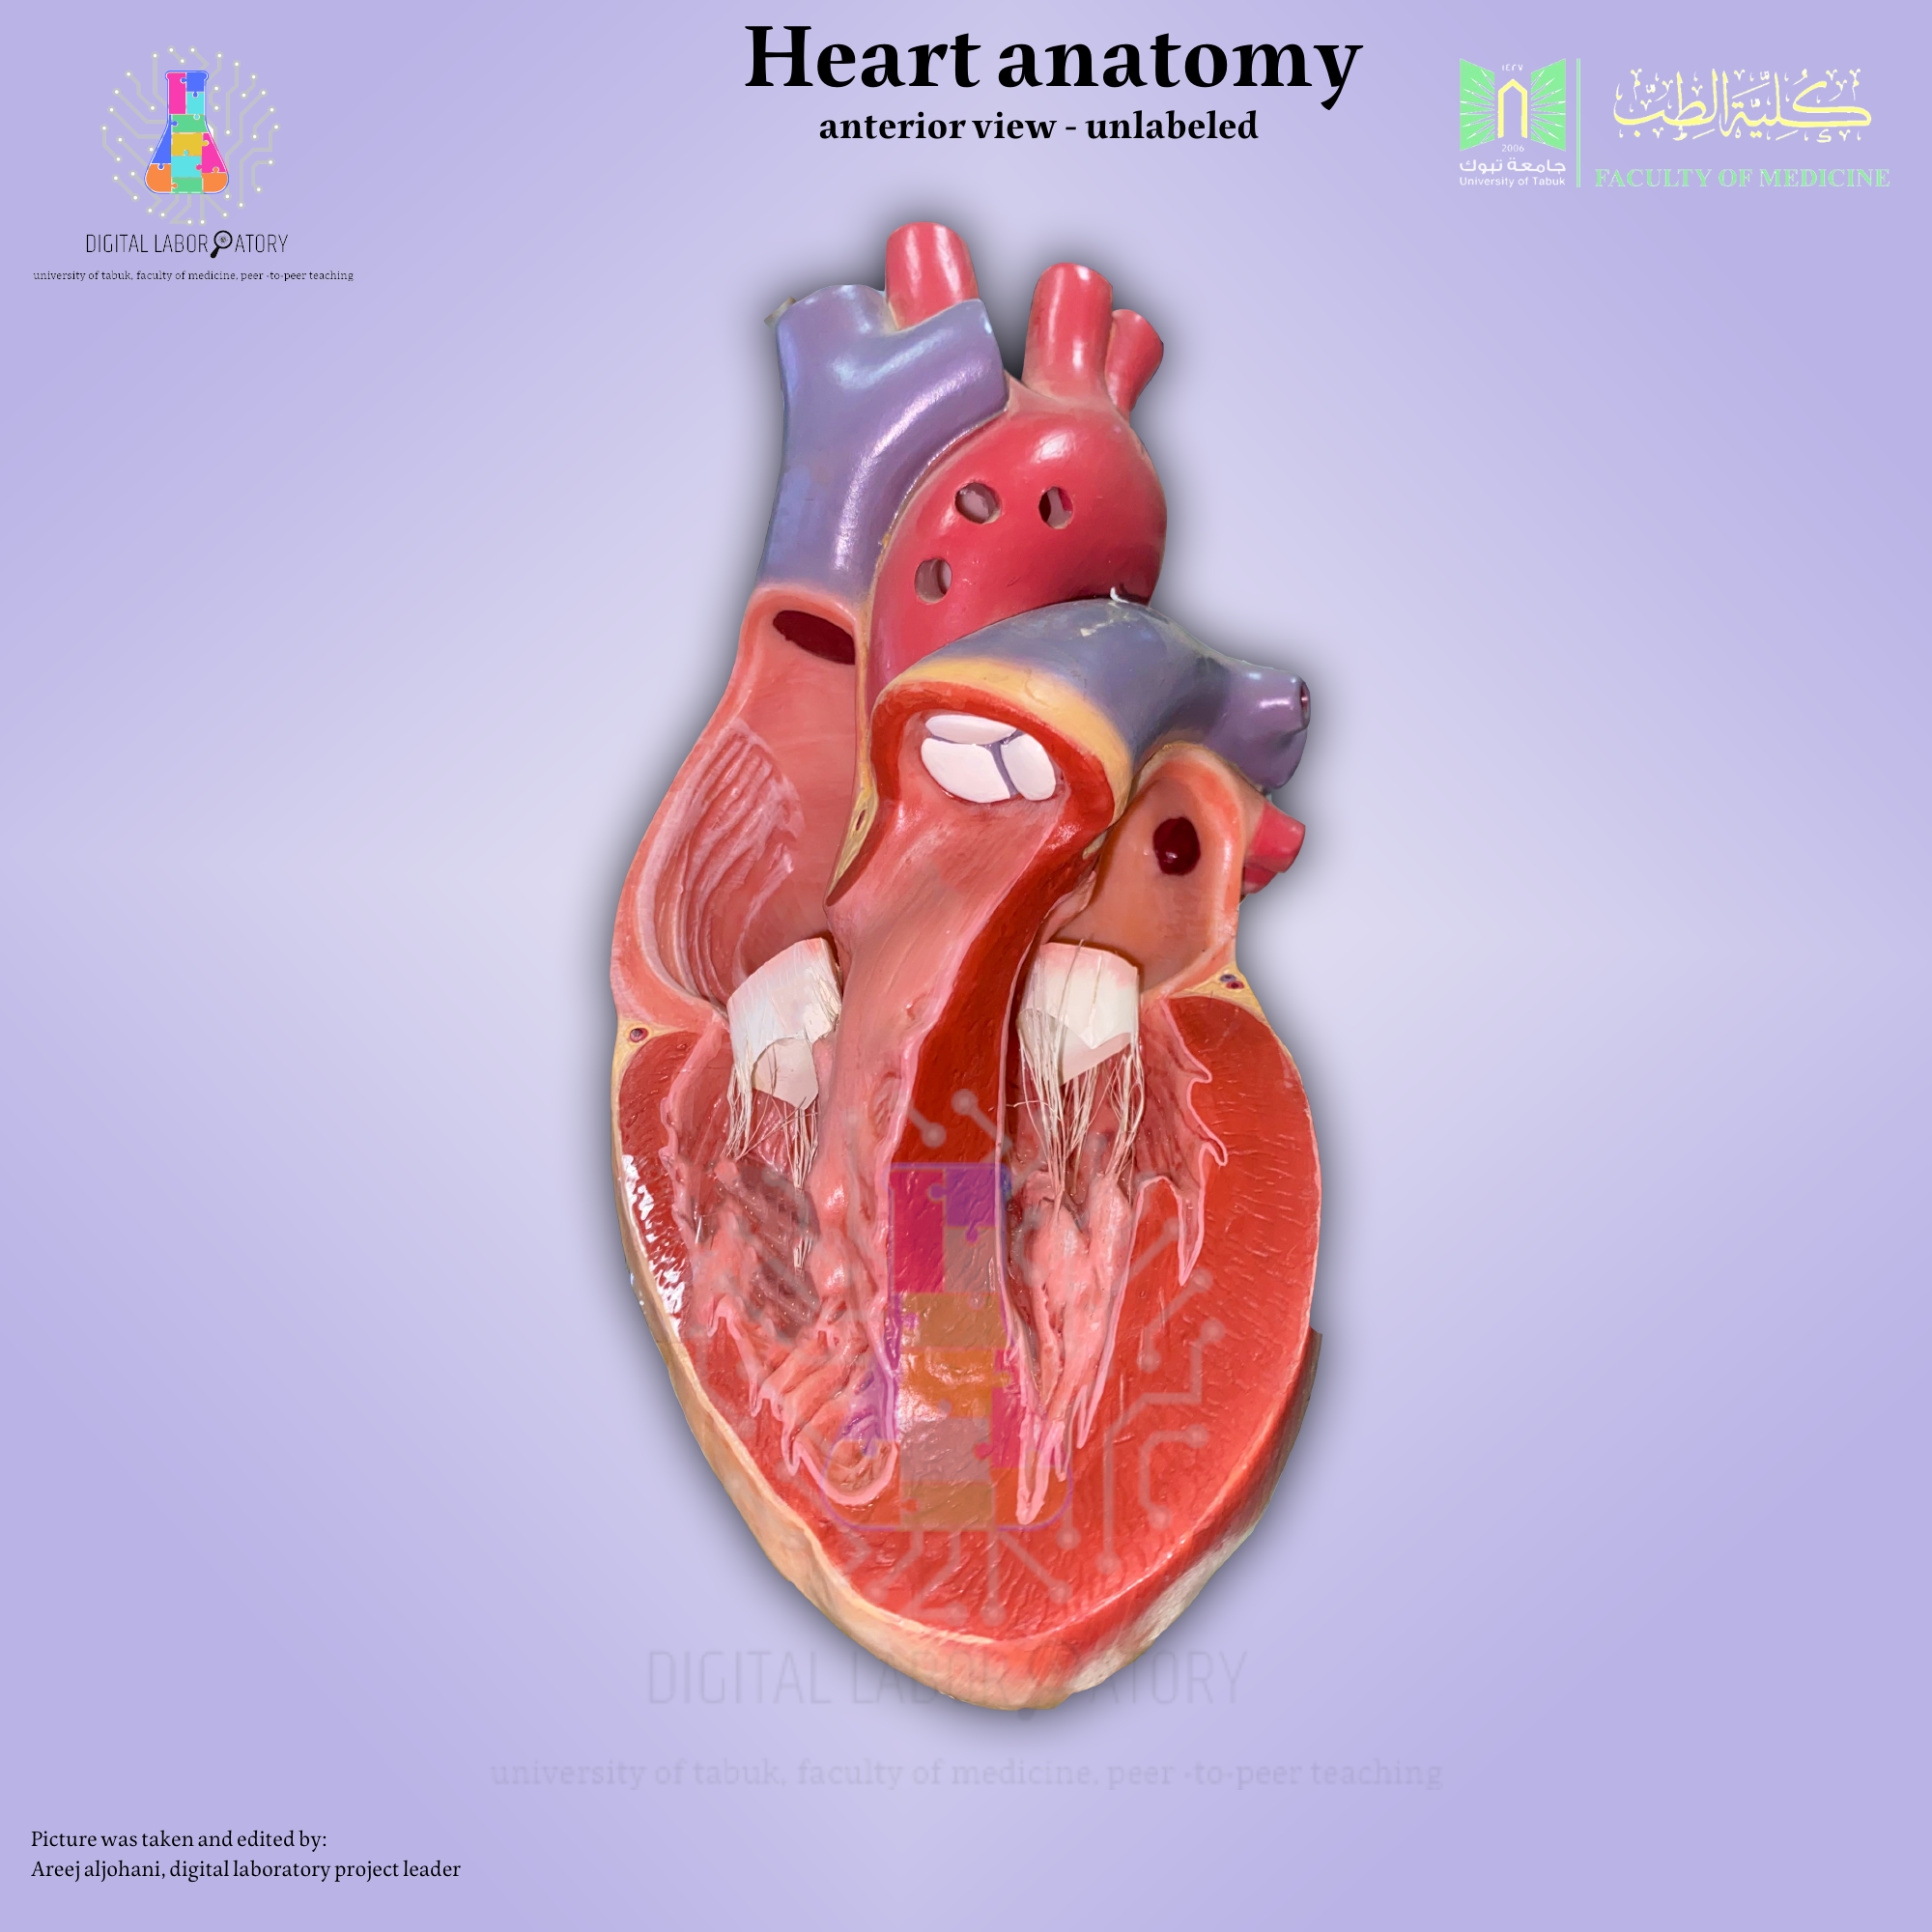 Heart anatomy
anterior view - unlabeled
DIGITAL LABORATORY
university of tabuk, faculty of medicine, peer -to-peer teaching
١٤٢٧
2006
جامعة تبوك
University of Tabuk
كُلِيَّة الطِّبّ
FACULTY OF MEDICINE
DIGITAL LABORATORY
university of tabuk, faculty of medicine, peer -to-peer teaching
Picture was taken and edited by:
Areej aljohani, digital laboratory project leader